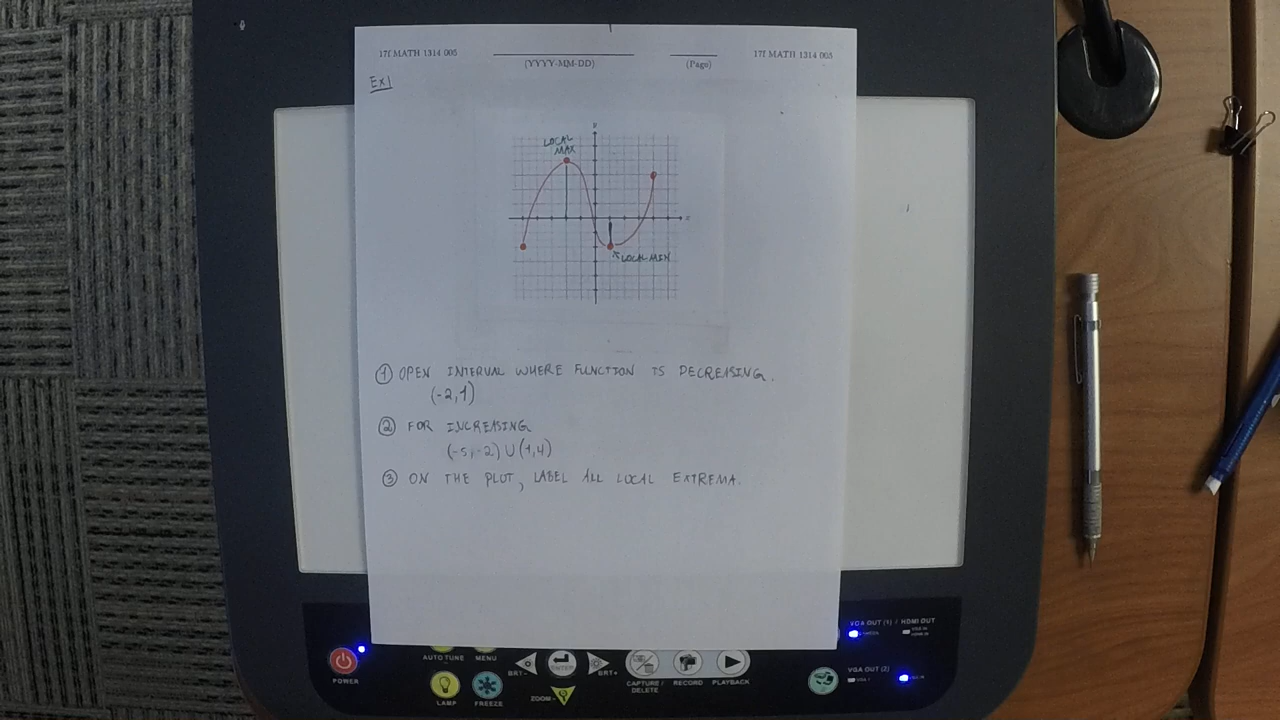 17f MATH 1314 005
(YYYY-MM-DD)
(Page)
17f MATH 1314 005
Ex1
LOCAL
MAX
LOCAL MIN
① OPEN INTERVAL WHERE FUNCTION IS DECREASING.
(-2,1)
② FOR INCREASING
(-5,-2) ∪ (1,4)
③ ON THE PLOT, LABEL ALL LOCAL EXTREMA.
VGA OUT (1) / HDMI OUT
VGA OUT (2)
POWER
AUTO TUNE
MENU
LAMP
FREEZE
BRT-
ENTER
BRT+
ZOOM-
CAPTURE /
DELETE
RECORD
PLAYBACK